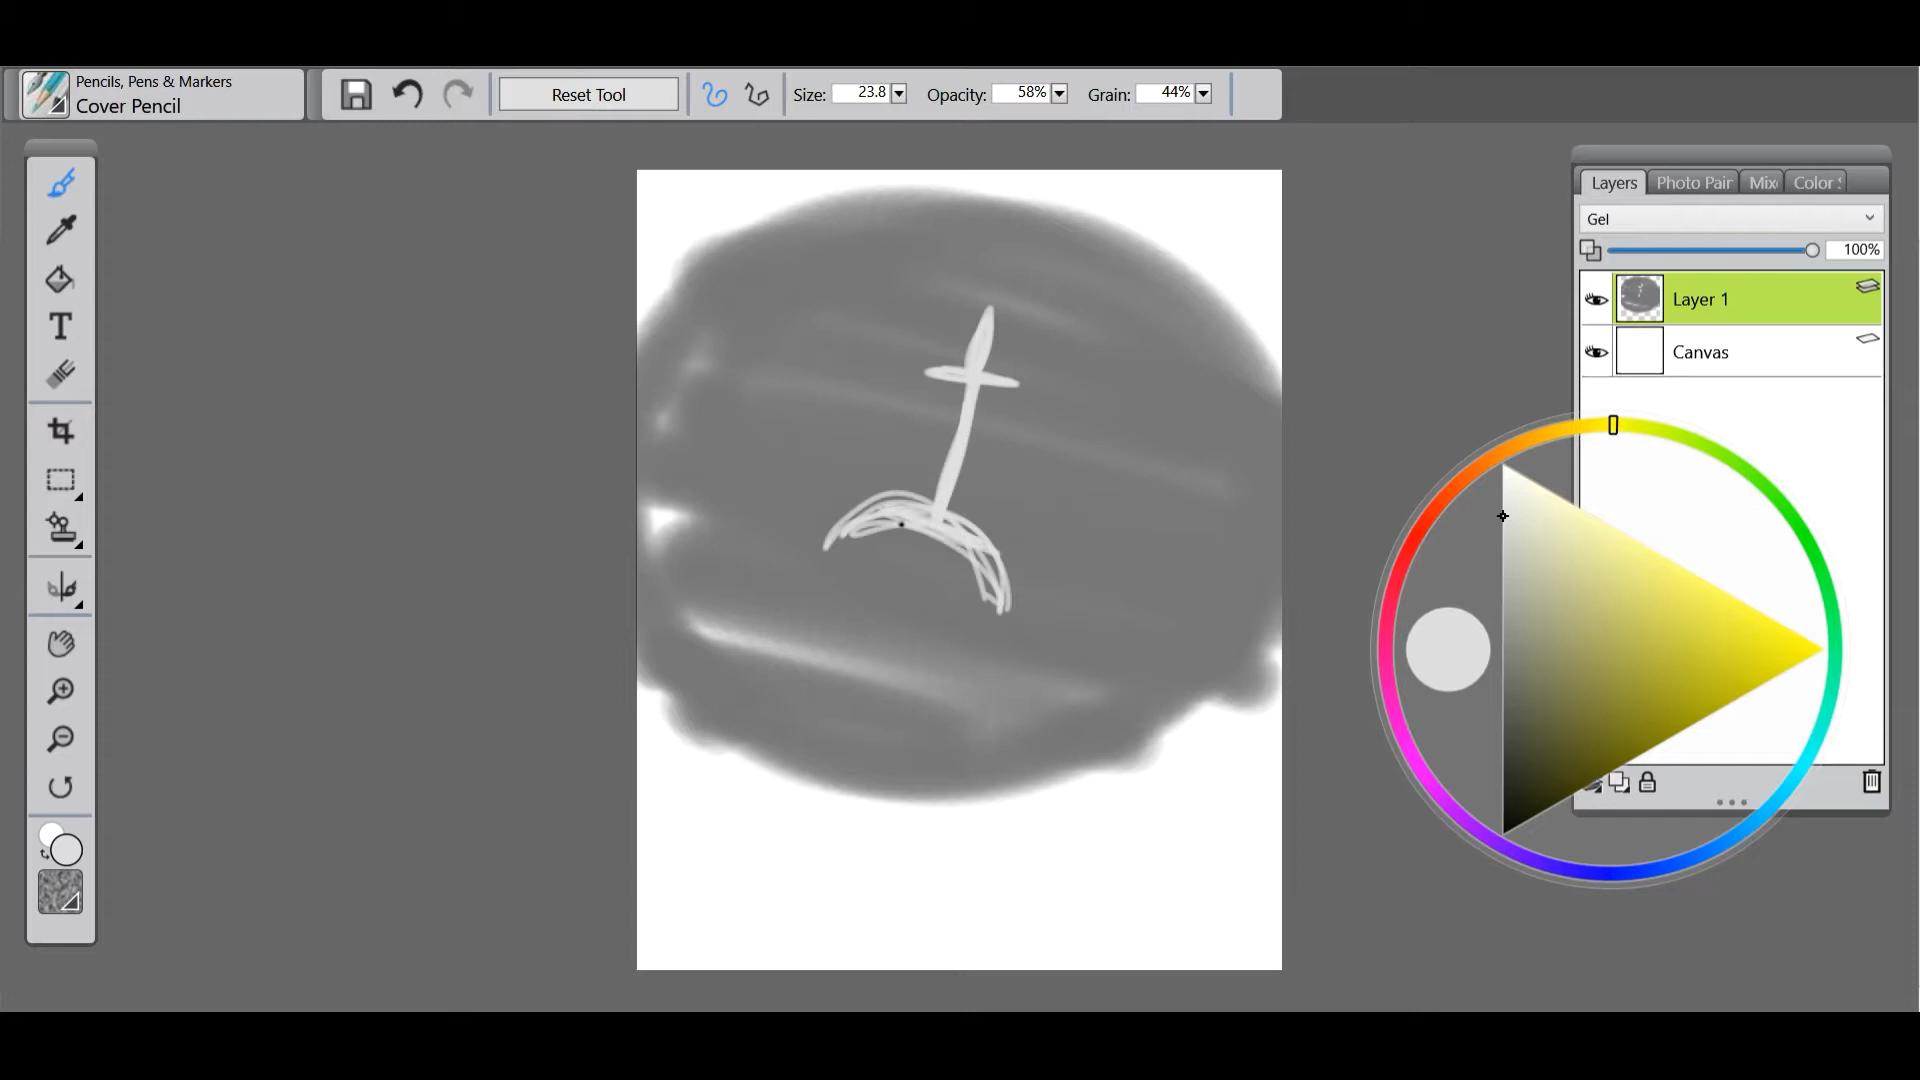 Pencils, Pens & Markers
Cover Pencil
Reset Tool
Size: 23.8
Opacity: 58%
Grain: 44%
Layers
Photo Pair
Mix
Color
Gel
100%
Layer 1
Canvas
T